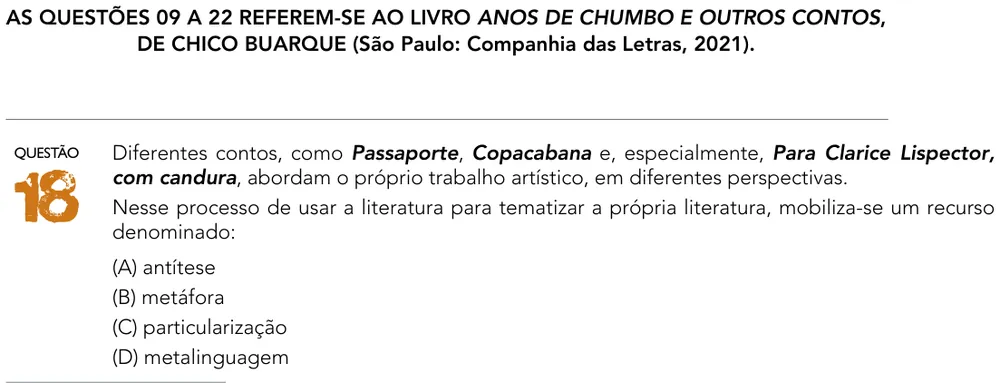 AS QUESTÕES 09 A 22 REFEREM-SE AO LIVRO ANOS DE CHUMBO E OUTROS CONTOS,
DE CHICO BUARQUE (São Paulo: Companhia das Letras, 2021).
QUESTÃO
18
Diferentes contos, como Passaporte, Copacabana e, especialmente, Para Clarice Lispector,
com candura, abordam o próprio trabalho artístico, em diferentes perspectivas.
Nesse processo de usar a literatura para tematizar a própria literatura, mobiliza-se um recurso
denominado:
(A) antítese
(B) metáfora
(C) particularização
(D) metalinguagem